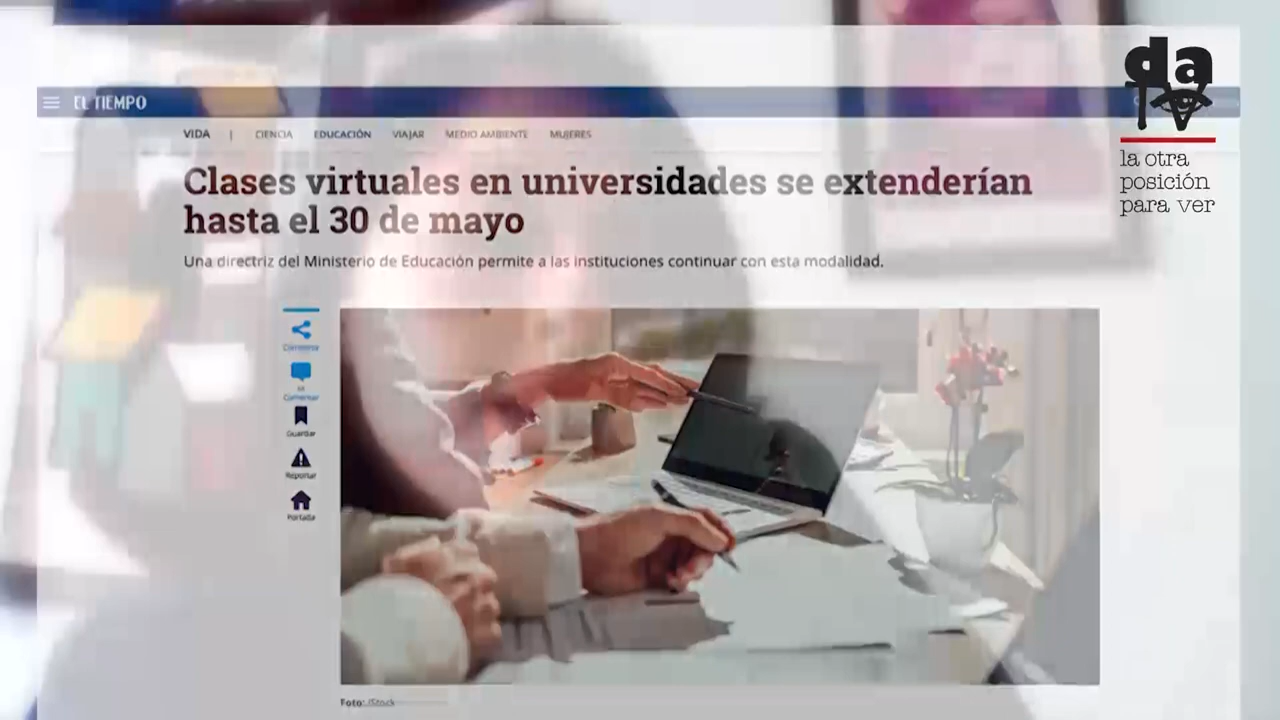 EL TIEMPO
VIDA | CIENCIA EDUCACIÓN VIAJAR MEDIO AMBIENTE MUJERES
Clases virtuales en universidades se extenderían
hasta el 30 de mayo
Una directriz del Ministerio de Educación permite a las instituciones continuar con esta modalidad.
Comentar
Guardar
Reportar
Portada
Foto: iStock
da
TV
la otra
posición
para ver